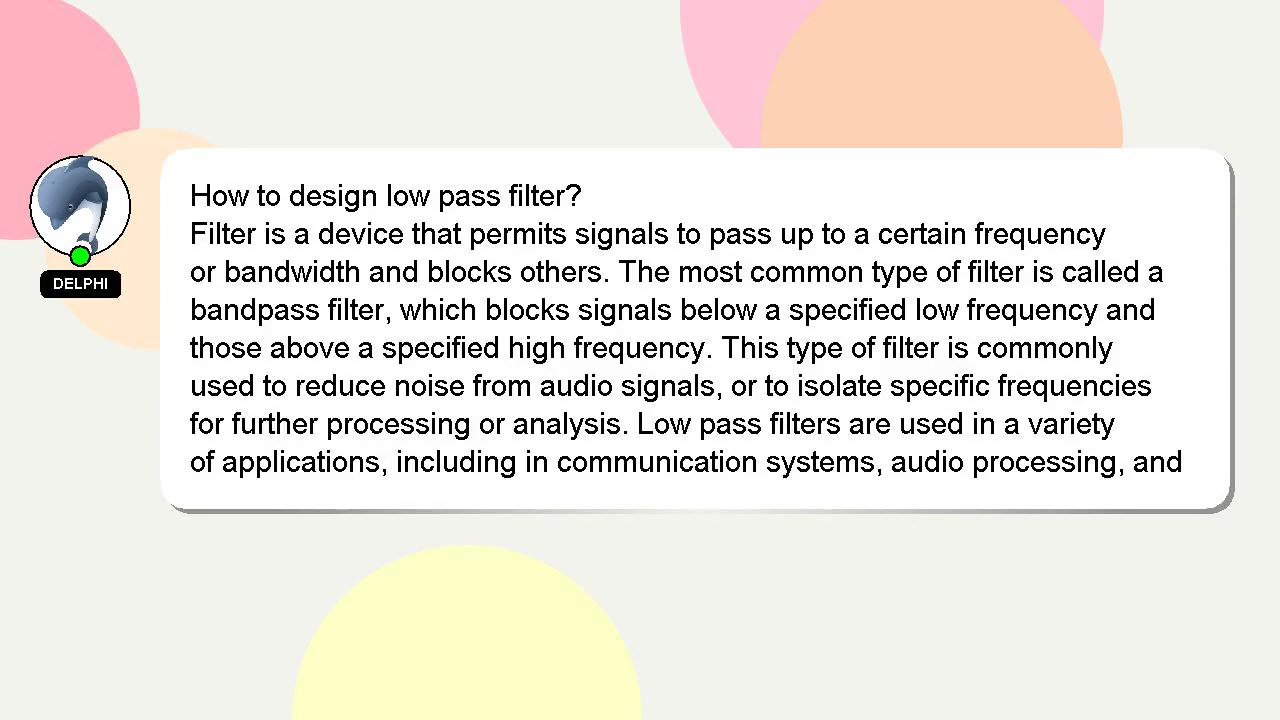 How to design low pass filter?
Filter is a device that permits signals to pass up to a certain frequency
or bandwidth and blocks others. The most common type of filter is called a
bandpass filter, which blocks signals below a specified low frequency and
those above a specified high frequency. This type of filter is commonly
used to reduce noise from audio signals, or to isolate specific frequencies
for further processing or analysis. Low pass filters are used in a variety
of applications, including in communication systems, audio processing, and
DELPHI